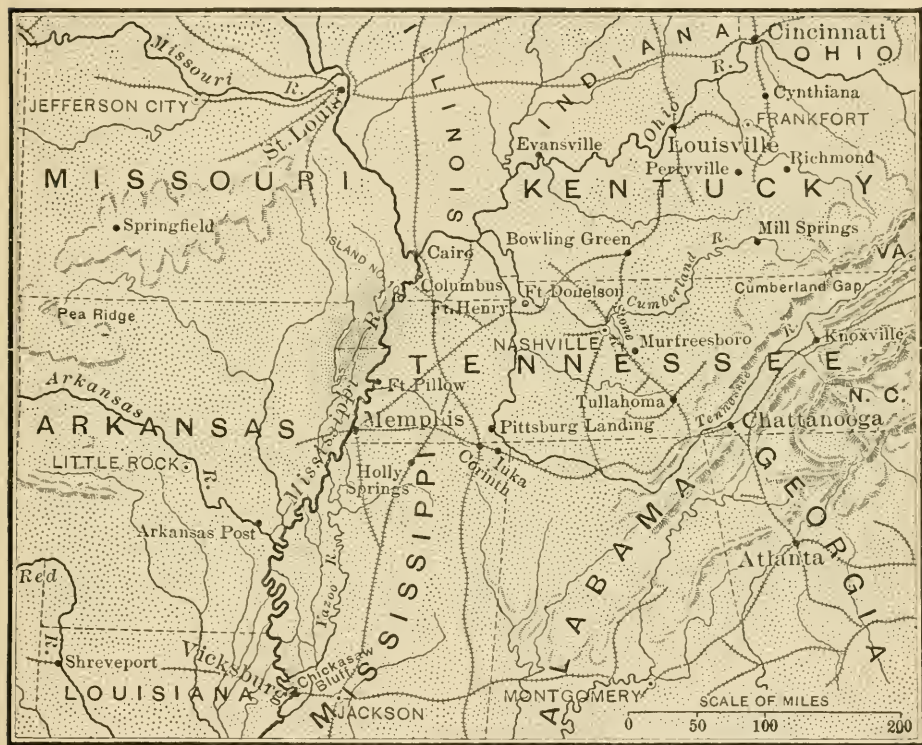 ILLINOIS
INDIANA
Cincinnati
OHIO
Missouri R.
JEFFERSON CITY
St. Louis
Cynthiana
FRANKFORT
Ohio R.
Louisville
Evansville
Perryville
Richmond
MISSOURI
KENTUCKY
Springfield
ISLAND NO.
Cairo
Bowling Green
Mill Springs
VA.
Columbus
Ft. Henry
Ft. Donelson
Cumberland R.
Cumberland Gap
Pea Ridge
NASHVILLE
Stone R.
Murfreesboro
Knoxville
TENNESSEE
Arkansas R.
Ft. Pillow
Tullahoma
Tennessee R.
N. C.
ARKANSAS
Mississippi R.
Memphis
Pittsburg Landing
Chattanooga
LITTLE ROCK
Holly
Springs
Corinth
Iuka
Arkansas Post
MISSISSIPPI
ALABAMA
GEORGIA
Atlanta
Red R.
Yazoo R.
Shreveport
Vicksburg
Chickasaw
Bluffs
LOUISIANA
JACKSON
MONTGOMERY
SCALE OF MILES
0 50 100 200